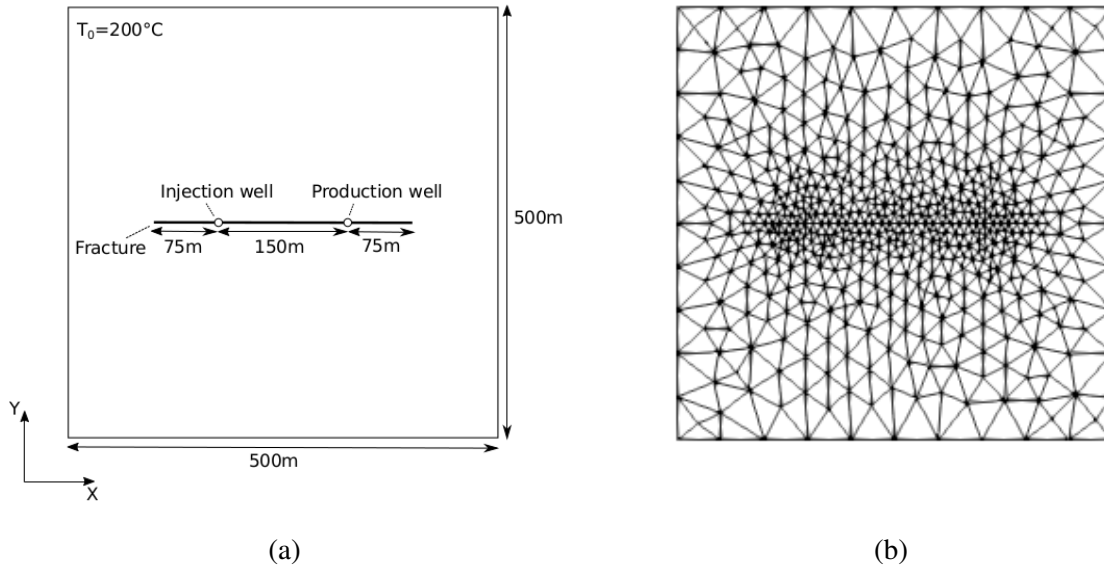 T₀=200°C
Injection well
Production well
Fracture
75m
150m
75m
500m
500m
Y
X
(a)
(b)